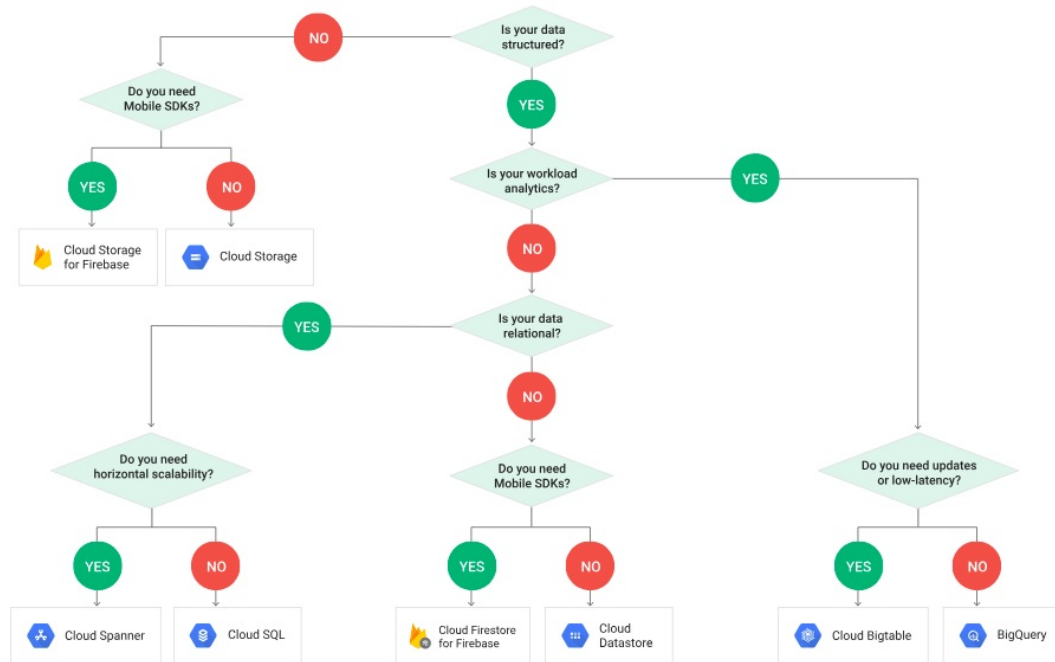 Is your data
structured?
NO
Do you need
Mobile SDKs?
YES
YES
NO
Is your workload
analytics?
YES
NO
Cloud Storage
for Firebase
Cloud Storage
Is your data
relational?
YES
NO
Do you need
horizontal scalability?
Do you need
Mobile SDKs?
Do you need updates
or low-latency?
YES
NO
YES
NO
YES
NO
Cloud Spanner
Cloud SQL
Cloud Firestore
for Firebase
Cloud
Datastore
Cloud Bigtable
BigQuery